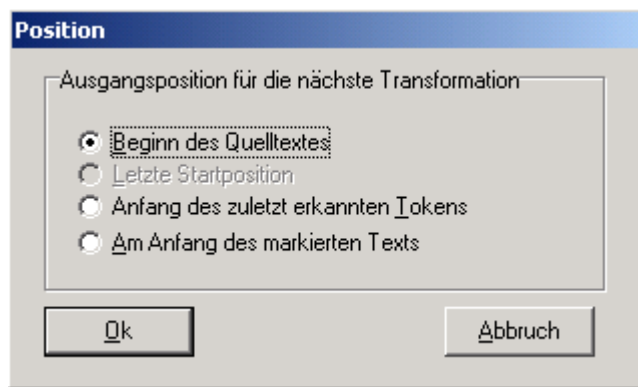 Position
Ausgangsposition für die nächste Transformation
Beginn des Quelltextes
Letzte Startposition
Anfang des zuletzt erkannten Tokens
Am Anfang des markierten Texts
Ok
Abbruch